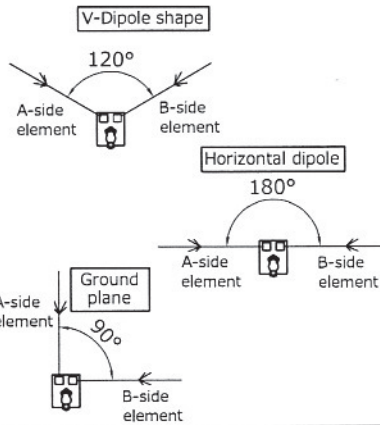 V-Dipole shape
120°
A-side
element
B-side
element
Horizontal dipole
180°
A-side
element
B-side
element
Ground
plane
A-side
element
90°
B-side
element